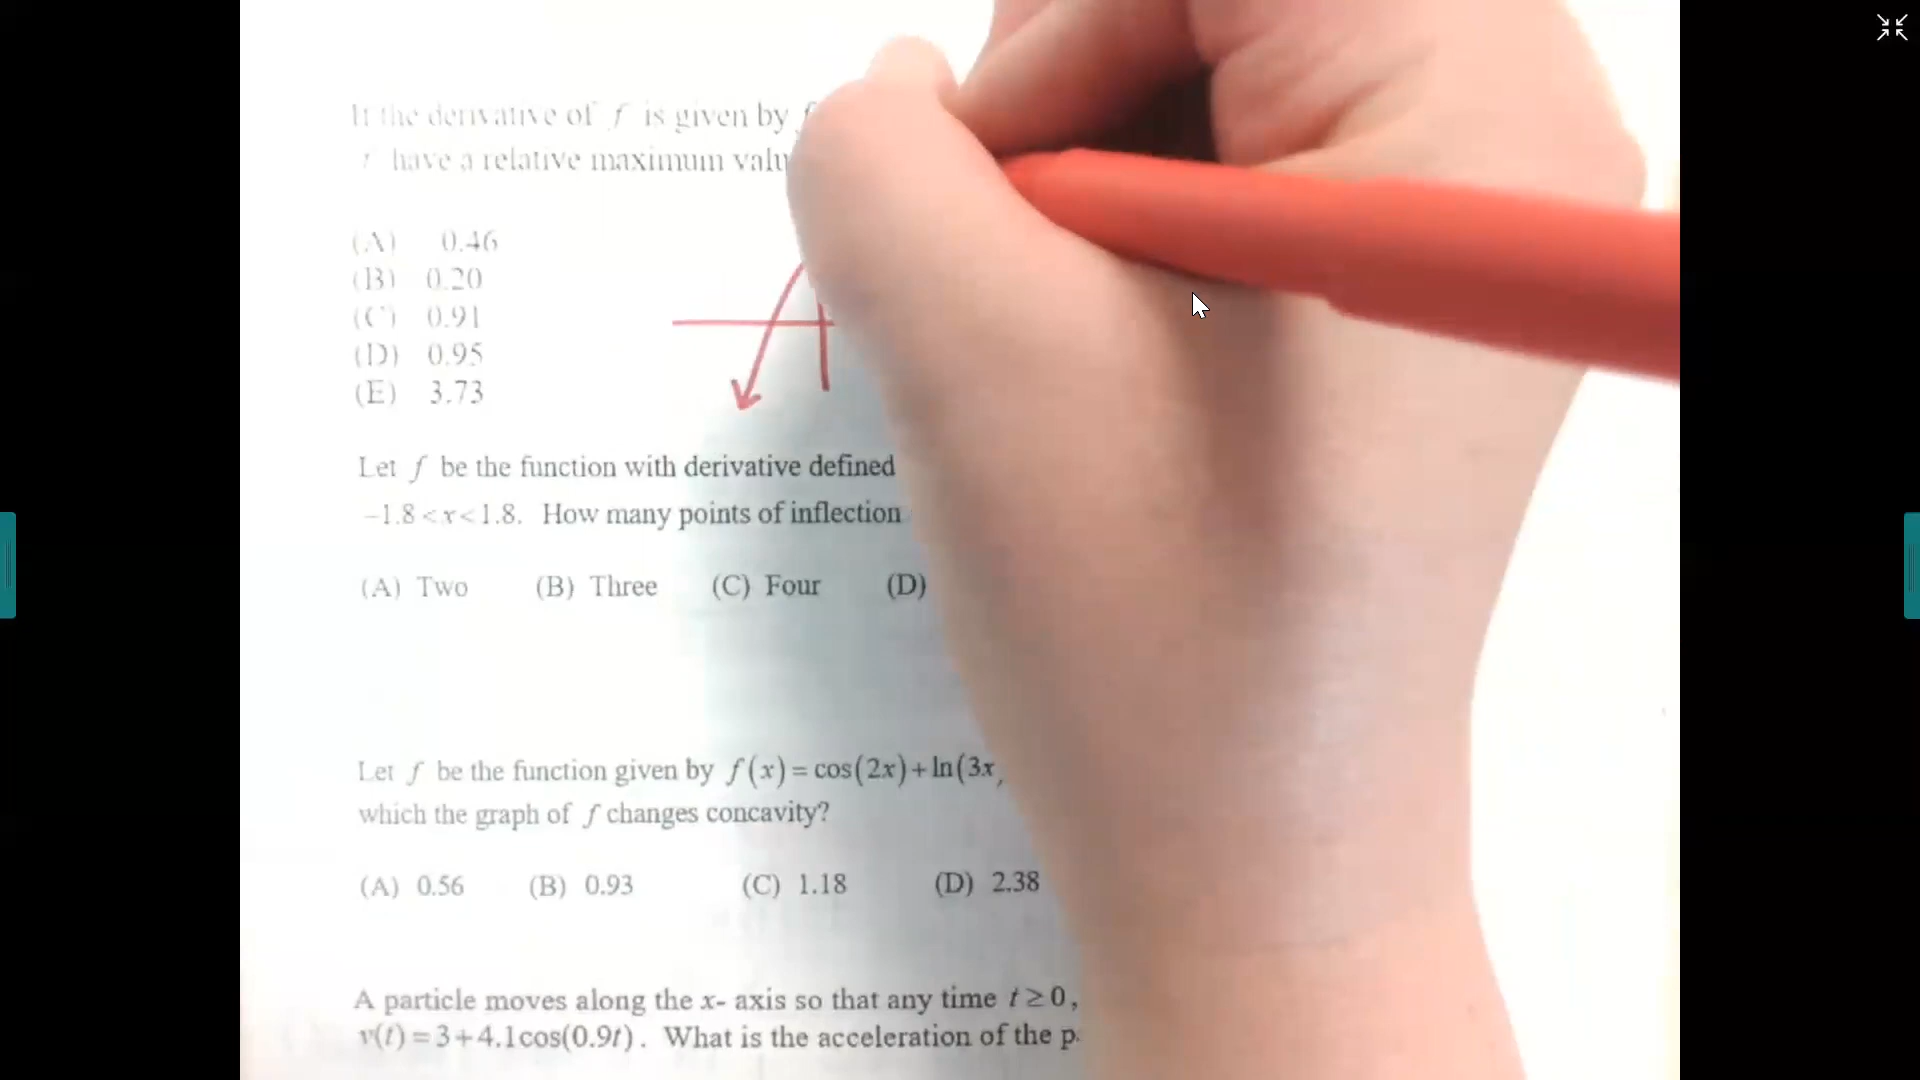 If the derivative of f is given by f
f have a relative maximum valu
(A) 0.46
(B) 0.20
(C) 0.91
(D) 0.95
(E) 3.73
Let f be the function with derivative defined
−1.8<x<1.8. How many points of inflection
(A) Two (B) Three (C) Four (D)
Let f be the function given by f(x)=cos(2x)+ln(3x
which the graph of f changes concavity?
(A) 0.56 (B) 0.93 (C) 1.18 (D) 2.38
A particle moves along the x- axis so that any time t≥0,
v(t)=3+4.1cos(0.9t). What is the acceleration of the p